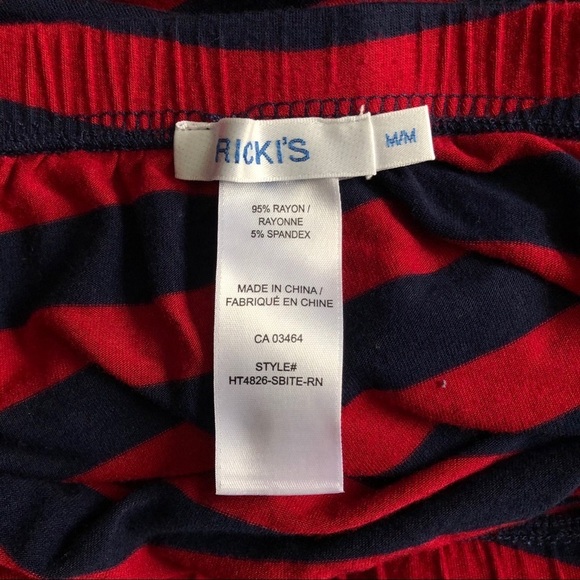 RICKI'S
M/M
95% RAYON /
RAYONNE
5% SPANDEX
MADE IN CHINA /
FABRIQUÉ EN CHINE
CA 03464
STYLE#
HT4826-SBITE-RN